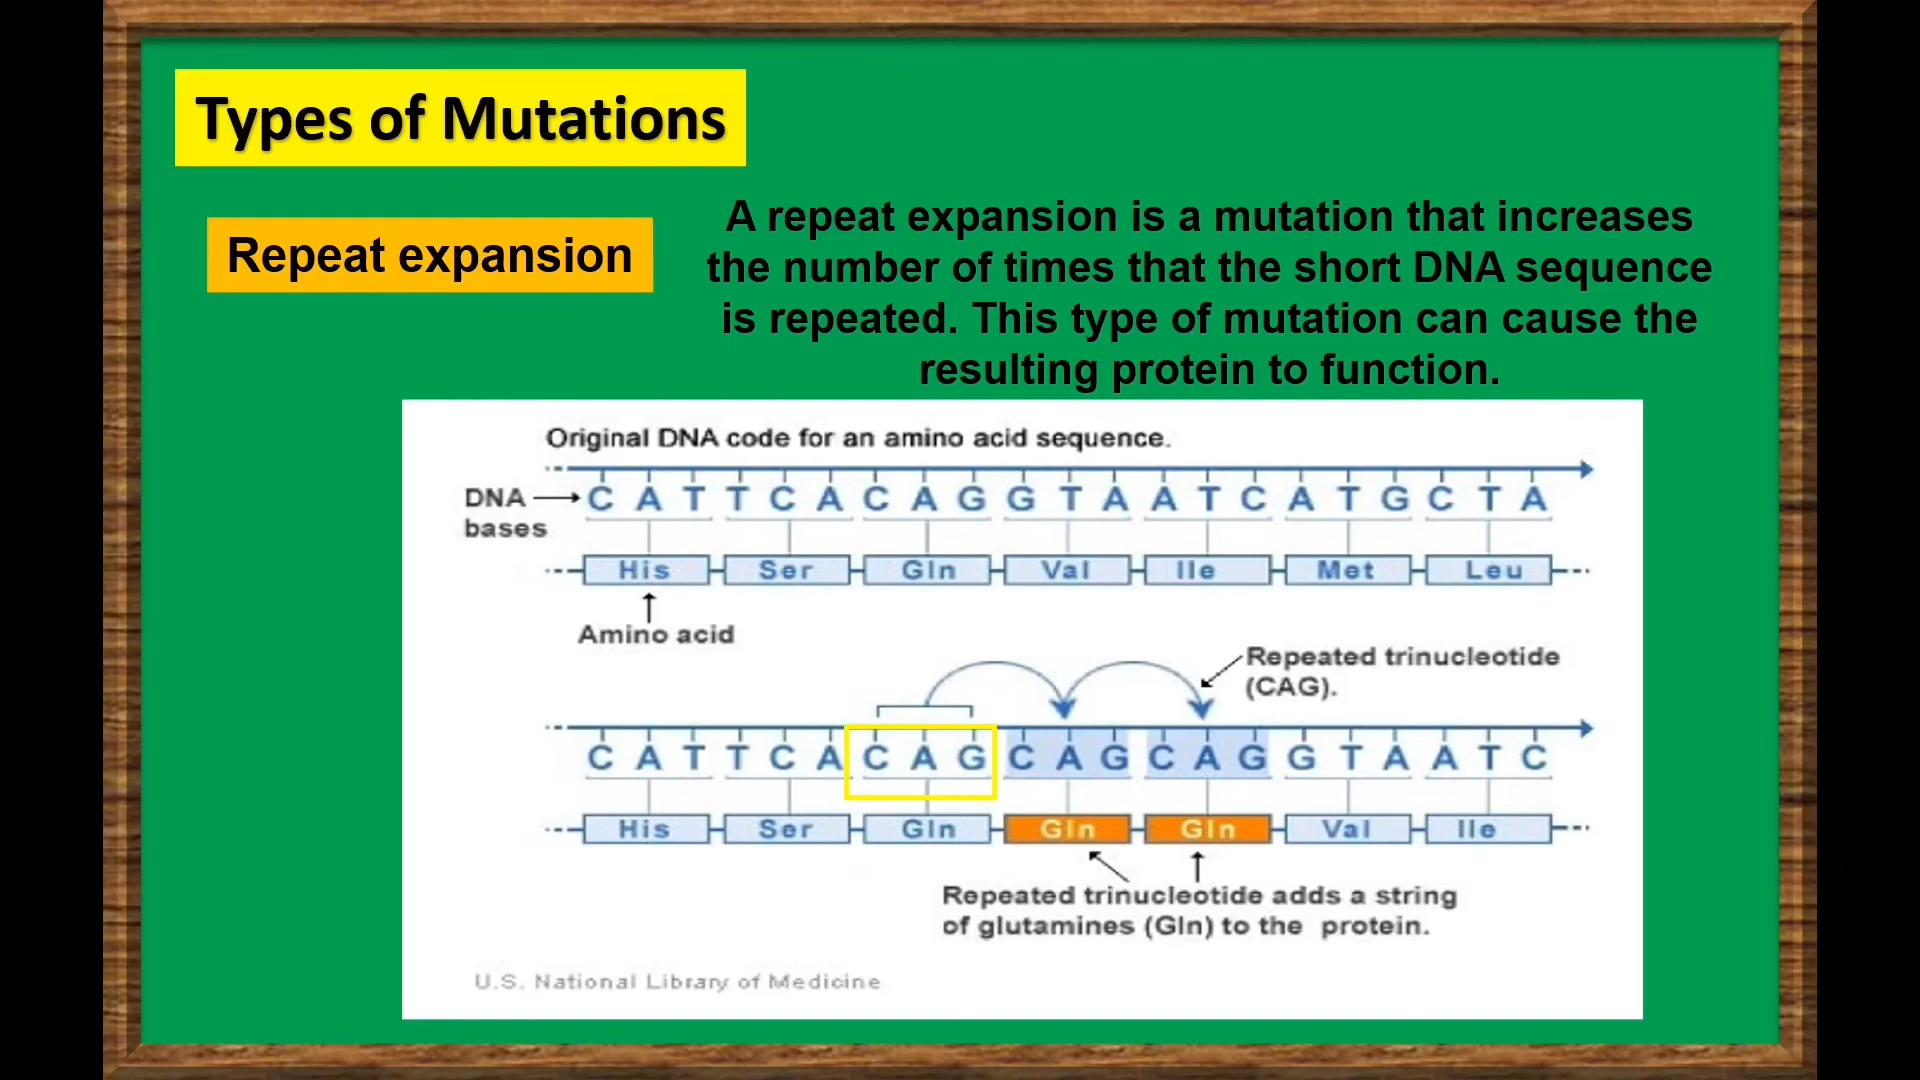 Types of Mutations
Repeat expansion
A repeat expansion is a mutation that increases
the number of times that the short DNA sequence
is repeated. This type of mutation can cause the
resulting protein to function.
Original DNA code for an amino acid sequence.
DNA bases
C A T T C A C A G G T A A T C A T G C T A
His Ser Gln Val Ile Met Leu
Amino acid
Repeated trinucleotide
(CAG).
C A T T C A C A G C A G C A G G T A A T C
His Ser Gln Gln Gln Val Ile
Repeated trinucleotide adds a string
of glutamines (Gln) to the protein.
U.S. National Library of Medicine